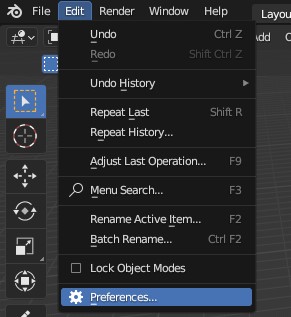 File Edit Render Window Help Layou
Undo Ctrl Z
Redo Shift Ctrl Z
Add
Undo History
Repeat Last Shift R
Repeat History...
Adjust Last Operation... F9
Menu Search... F3
Rename Active Item... F2
Batch Rename... Ctrl F2
Lock Object Modes
Preferences...